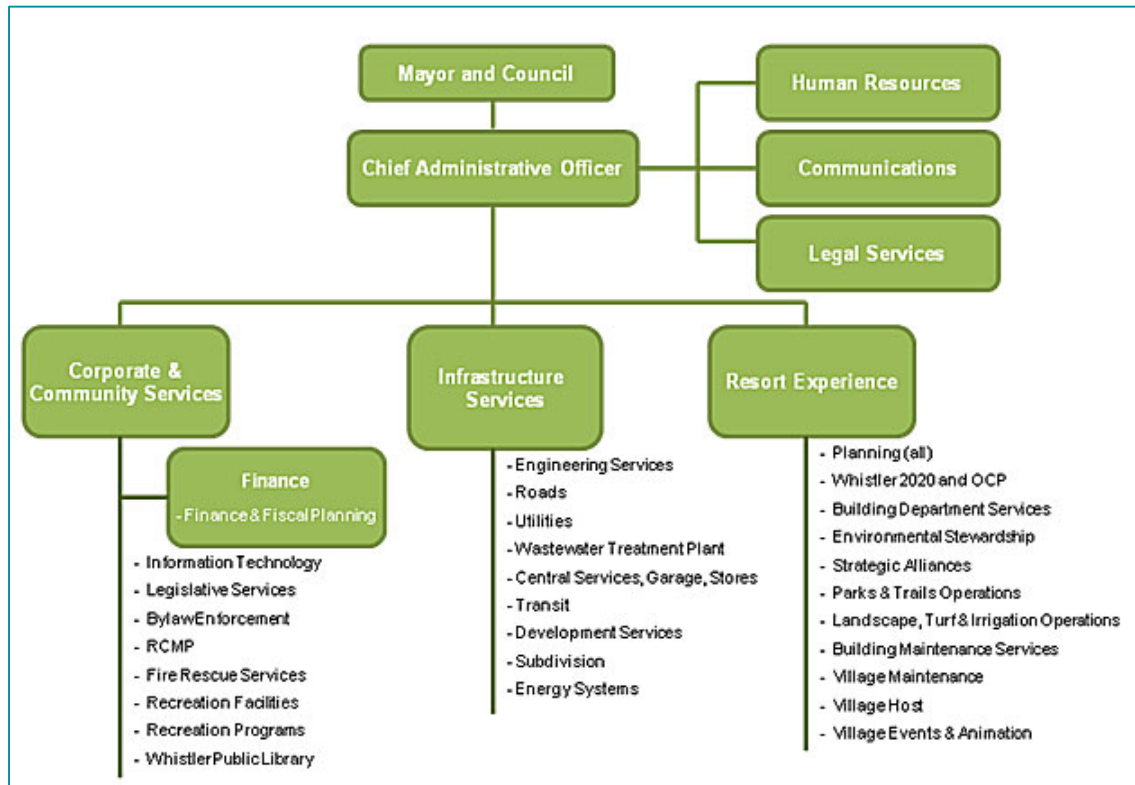 Mayor and Council
Human Resources
Chief Administrative Officer
Communications
Legal Services
Corporate &
Community Services
Finance
- Finance & Fiscal Planning
- Information Technology
- Legislative Services
- Bylaw Enforcement
- RCMP
- Fire Rescue Services
- Recreation Facilities
- Recreation Programs
- Whistler Public Library
Infrastructure
Services
- Engineering Services
- Roads
- Utilities
- Wastewater Treatment Plant
- Central Services, Garage, Stores
- Transit
- Development Services
- Subdivision
- Energy Systems
Resort Experience
- Planning (all)
- Whistler 2020 and OCP
- Building Department Services
- Environmental Stewardship
- Strategic Alliances
- Parks & Trails Operations
- Landscape, Turf & Irrigation Operations
- Building Maintenance Services
- Village Maintenance
- Village Host
- Village Events & Animation